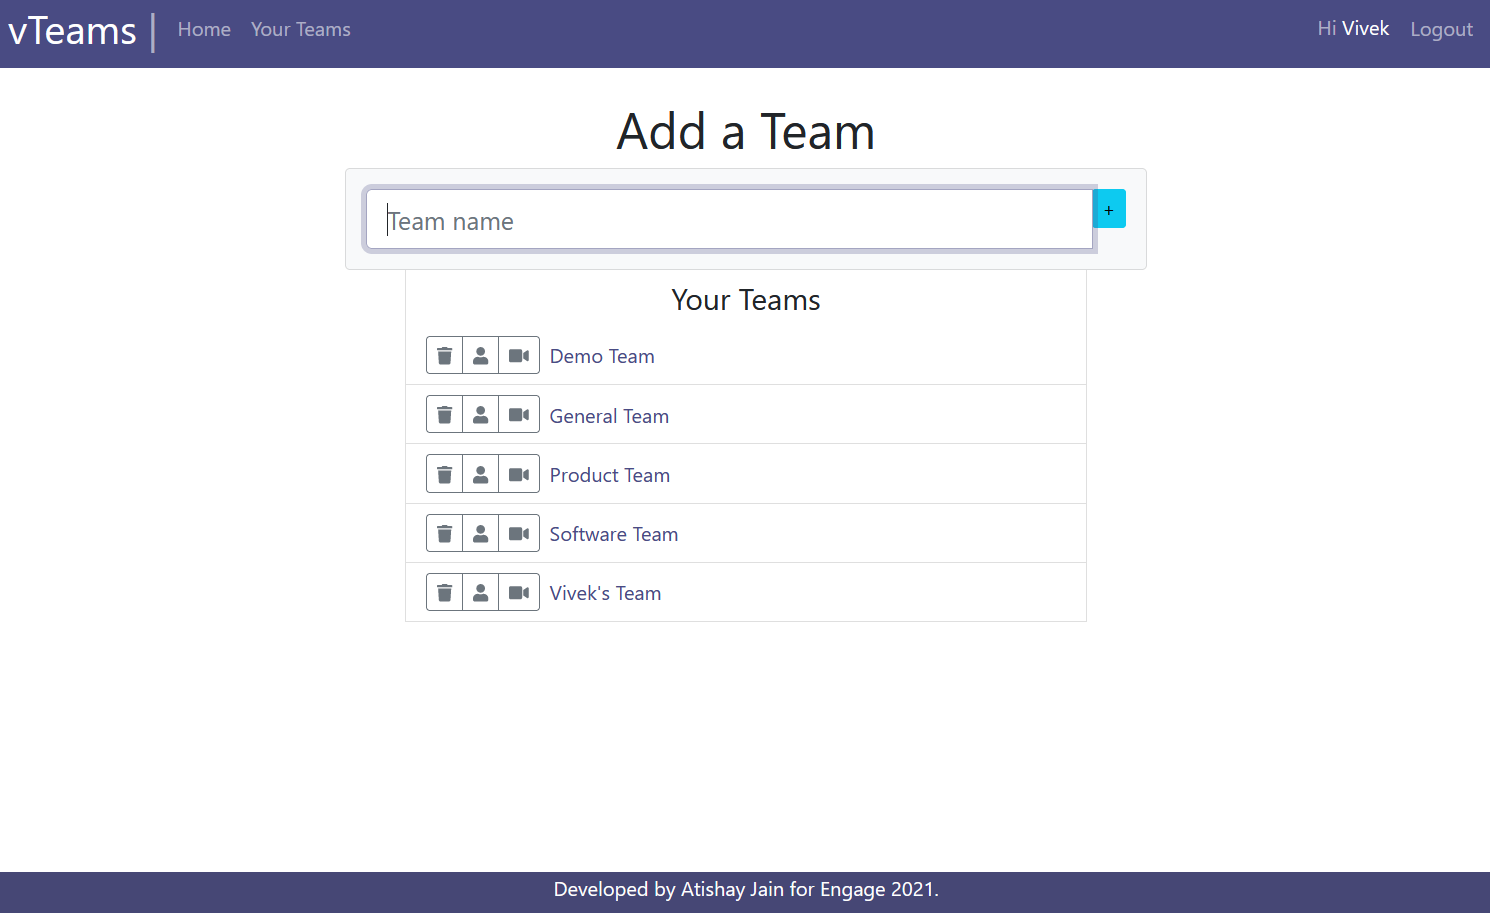 vTeams | Home Your Teams Hi Vivek Logout
Add a Team
Team name +
Your Teams
Demo Team
General Team
Product Team
Software Team
Vivek's Team
Developed by Atishay Jain for Engage 2021.